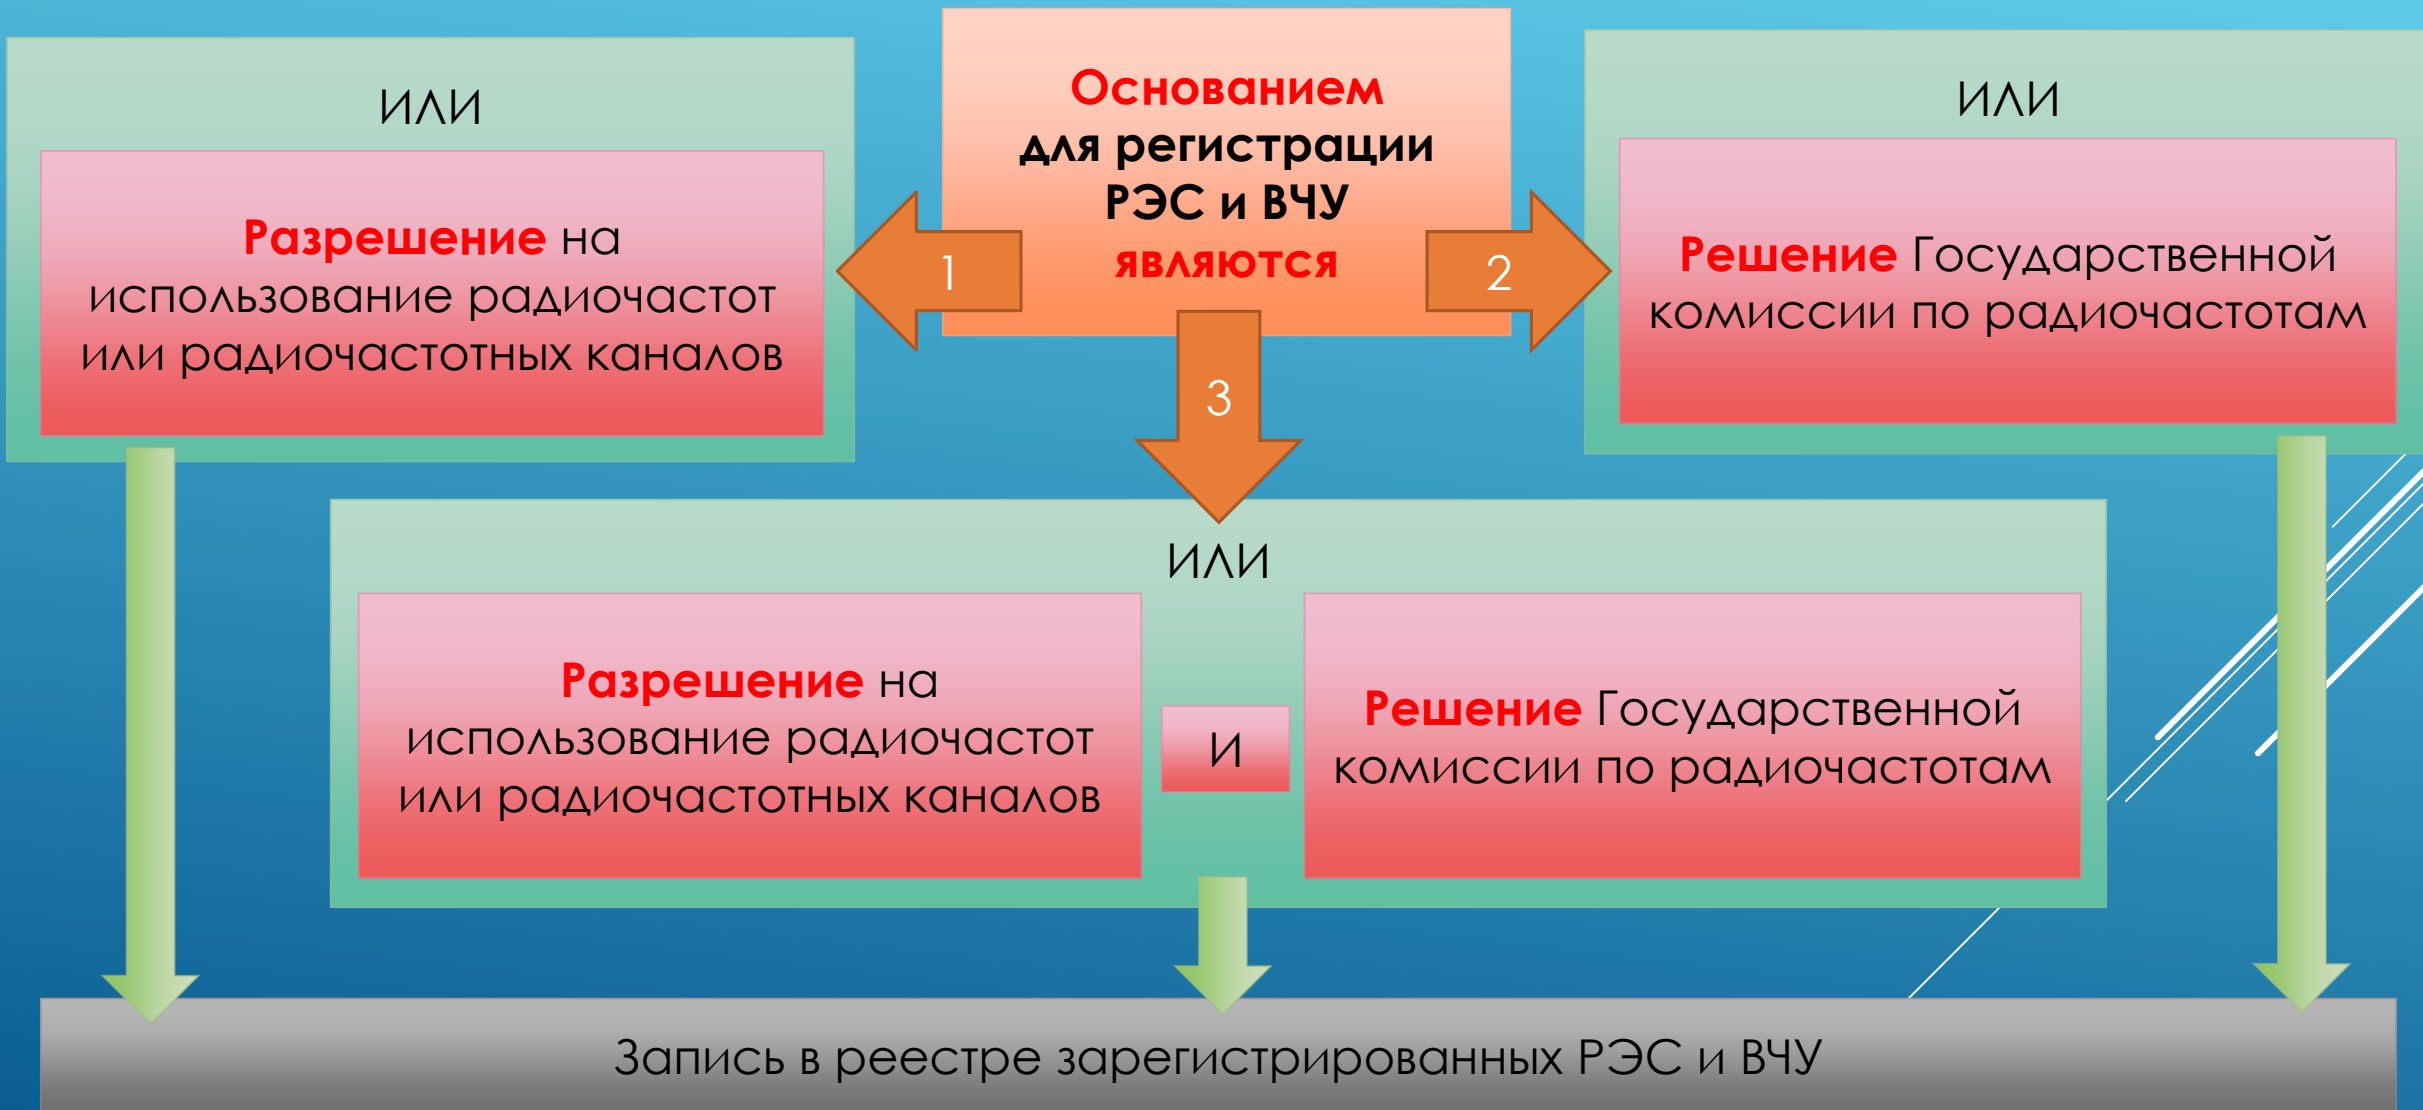 Основанием
для регистрации
РЭС и ВЧУ
являются
1
2
3
ИЛИ
Разрешение на
использование радиочастот
или радиочастотных каналов
ИЛИ
Решение Государственной
комиссии по радиочастотам
ИЛИ
Разрешение на
использование радиочастот
или радиочастотных каналов
И
Решение Государственной
комиссии по радиочастотам
Запись в реестре зарегистрированных РЭС и ВЧУ